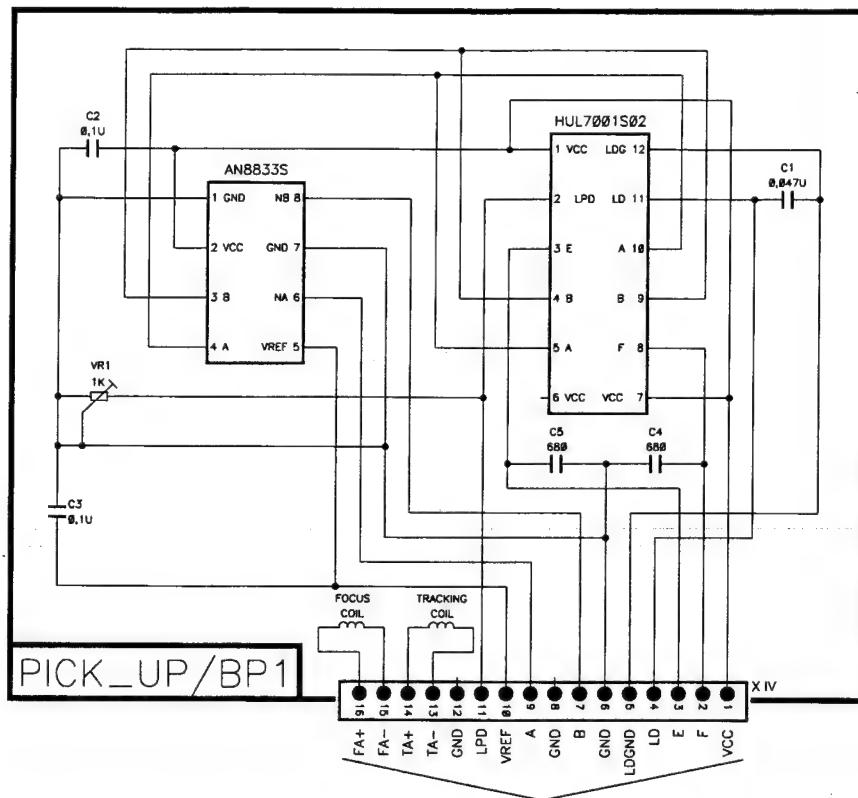 C2
0,1U
AN8833S
1 GND NB 8
2 VCC GND 7
3 B NA 6
4 A VREF 5
HUL7001S02
1 VCC LDG 12
2 LPD LD 11
3 E A 10
4 B B 9
5 A F 8
6 VCC VCC 7
C1
0,047U
VR1
1K
C5
680
C4
680
C3
0,1U
FOCUS
COIL
TRACKING
COIL
PICK_UP/BP1
X IV
16 15 14 13 12 11 10 9 8 7 6 5 4 3 2 1
FA+ FA- TA+ TA- GND LPD VREF A GND B GND LDGND LD E F VCC